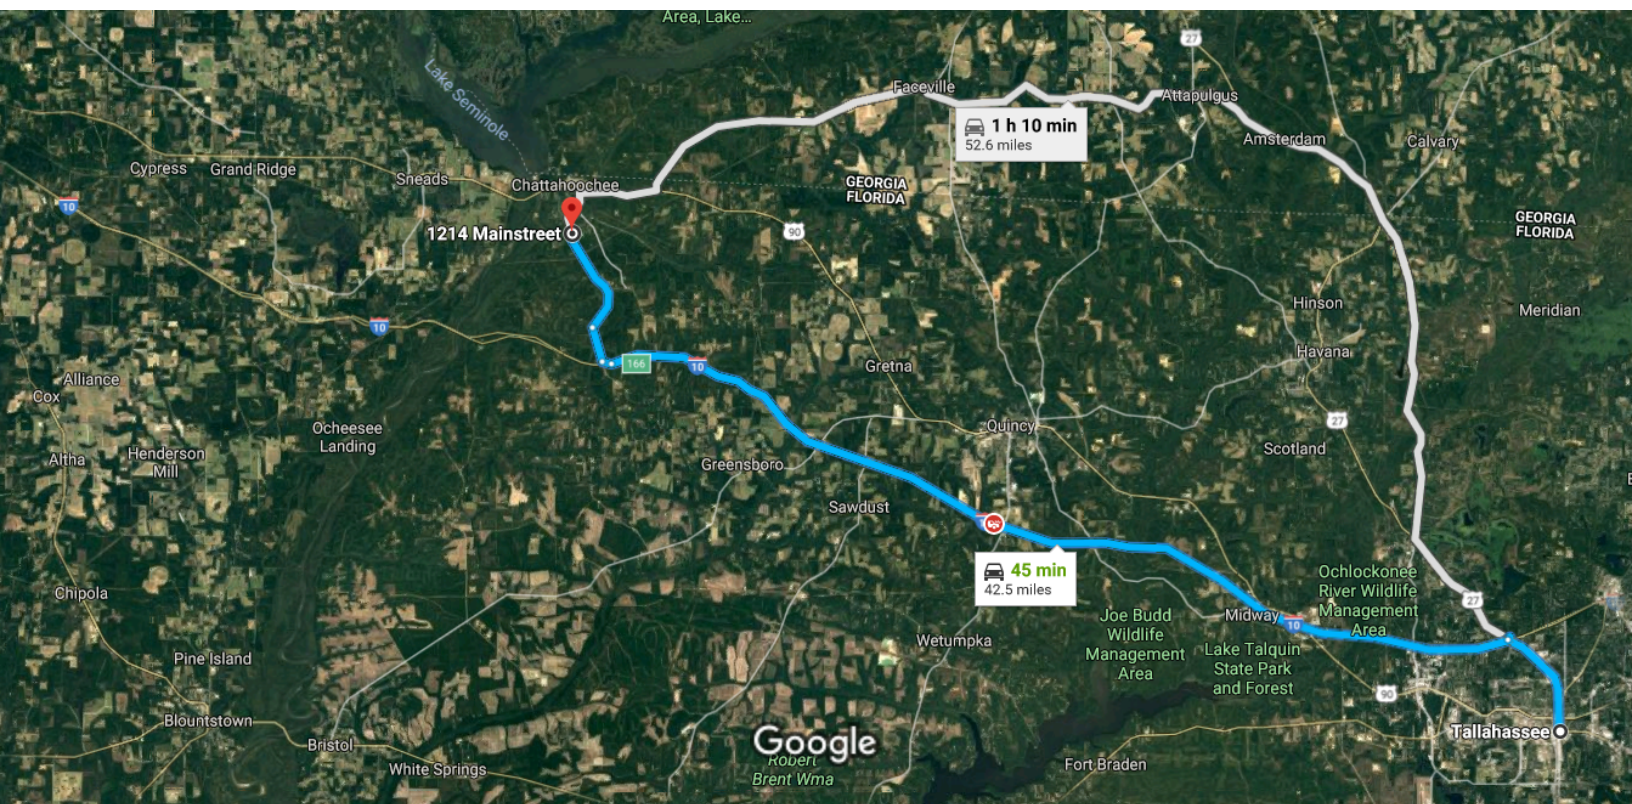 Area, Lake...
27
Lake Seminole
Faceville
Attapulgus
1 h 10 min
52.6 miles
Amsterdam
Calvary
Cypress
Grand Ridge
Sneads
Chattahoochee
GEORGIA
FLORIDA
10
1214 Mainstreet
90
GEORGIA
FLORIDA
Hinson
Meridian
10
166
10
Gretna
Havana
Alliance
Cox
Ocheesee
Landing
27
Quincy
Scotland
Altha
Henderson
Mill
Greensboro
Sawdust
45 min
42.5 miles
Chipola
Ochlockonee
River Wildlife
Management
Area
27
Joe Budd
Wildlife
Management
Area
Midway
10
Wetumpka
Lake Talquin
State Park
and Forest
Pine Island
90
Blountstown
Tallahassee
Bristol
Google
White Springs
Robert
Brent Wma
Fort Braden